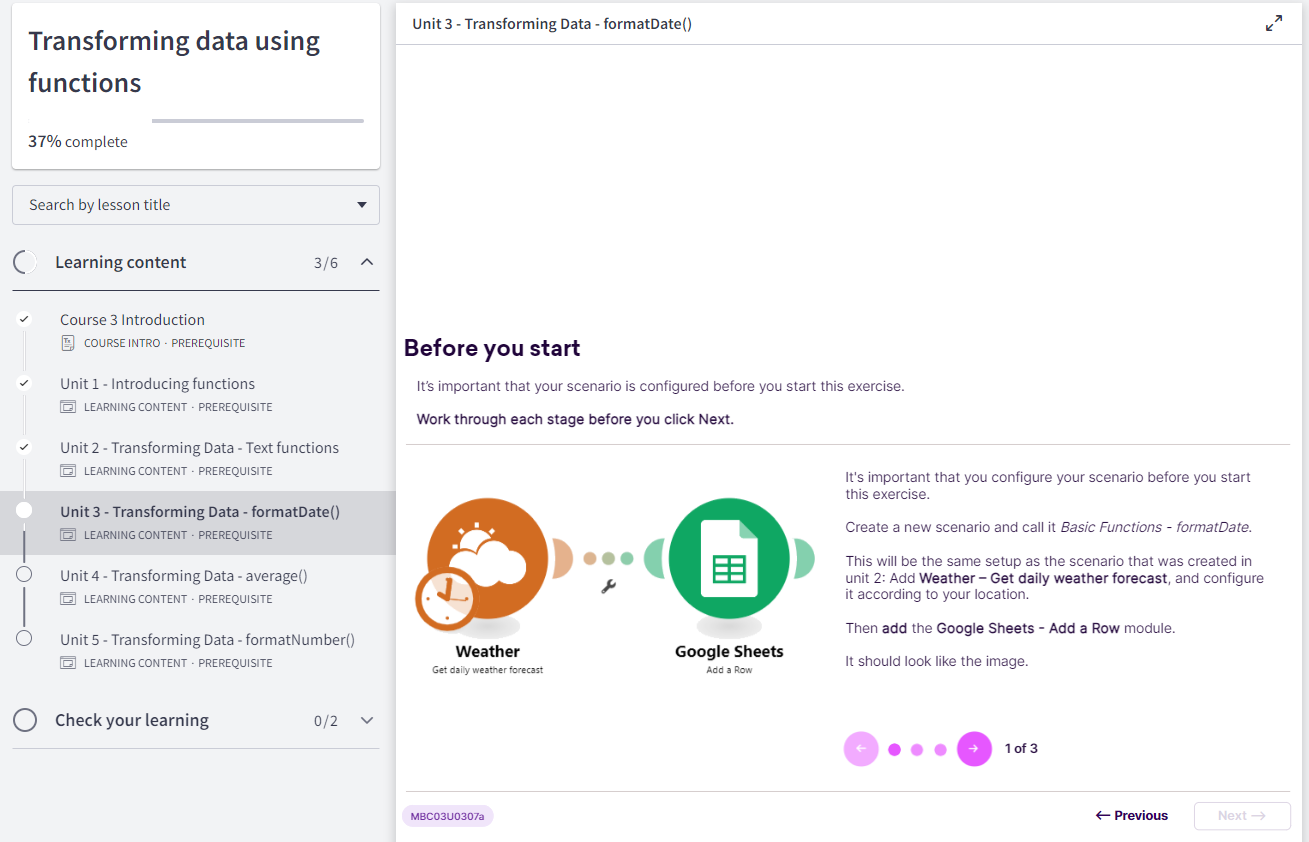 Transforming data using
functions
37% complete
Search by lesson title
Learning content 3/6
Course 3 Introduction
COURSE INTRO · PREREQUISITE
Unit 1 - Introducing functions
LEARNING CONTENT · PREREQUISITE
Unit 2 - Transforming Data - Text functions
LEARNING CONTENT · PREREQUISITE
Unit 3 - Transforming Data - formatDate()
LEARNING CONTENT · PREREQUISITE
Unit 4 - Transforming Data - average()
LEARNING CONTENT · PREREQUISITE
Unit 5 - Transforming Data - formatNumber()
LEARNING CONTENT · PREREQUISITE
Check your learning 0/2
Unit 3 - Transforming Data - formatDate()
Before you start
It's important that your scenario is configured before you start this exercise.
Work through each stage before you click Next.
Weather
Get daily weather forecast
Google Sheets
Add a Row
It's important that you configure your scenario before you start
this exercise.
Create a new scenario and call it Basic Functions - formatDate.
This will be the same setup as the scenario that was created in
unit 2: Add Weather – Get daily weather forecast, and configure
it according to your location.
Then add the Google Sheets - Add a Row module.
It should look like the image.
← → 1 of 3
MBC03U0307a
← Previous
Next →